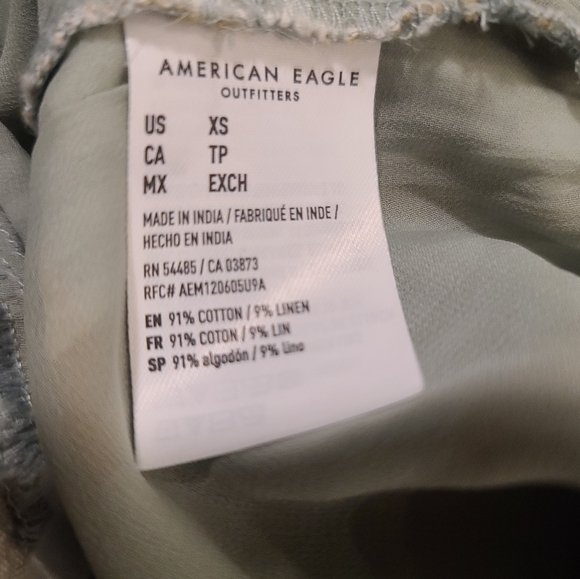 AMERICAN EAGLE
OUTFITTERS
US XS
CA TP
MX EXCH
MADE IN INDIA / FABRIQUÉ EN INDE /
HECHO EN INDIA
RN 54485 / CA 03873
RFC# AEM120605U9A
EN 91% COTTON / 9% LINEN
FR 91% COTON / 9% LIN
SP 91% algodón / 9% lino